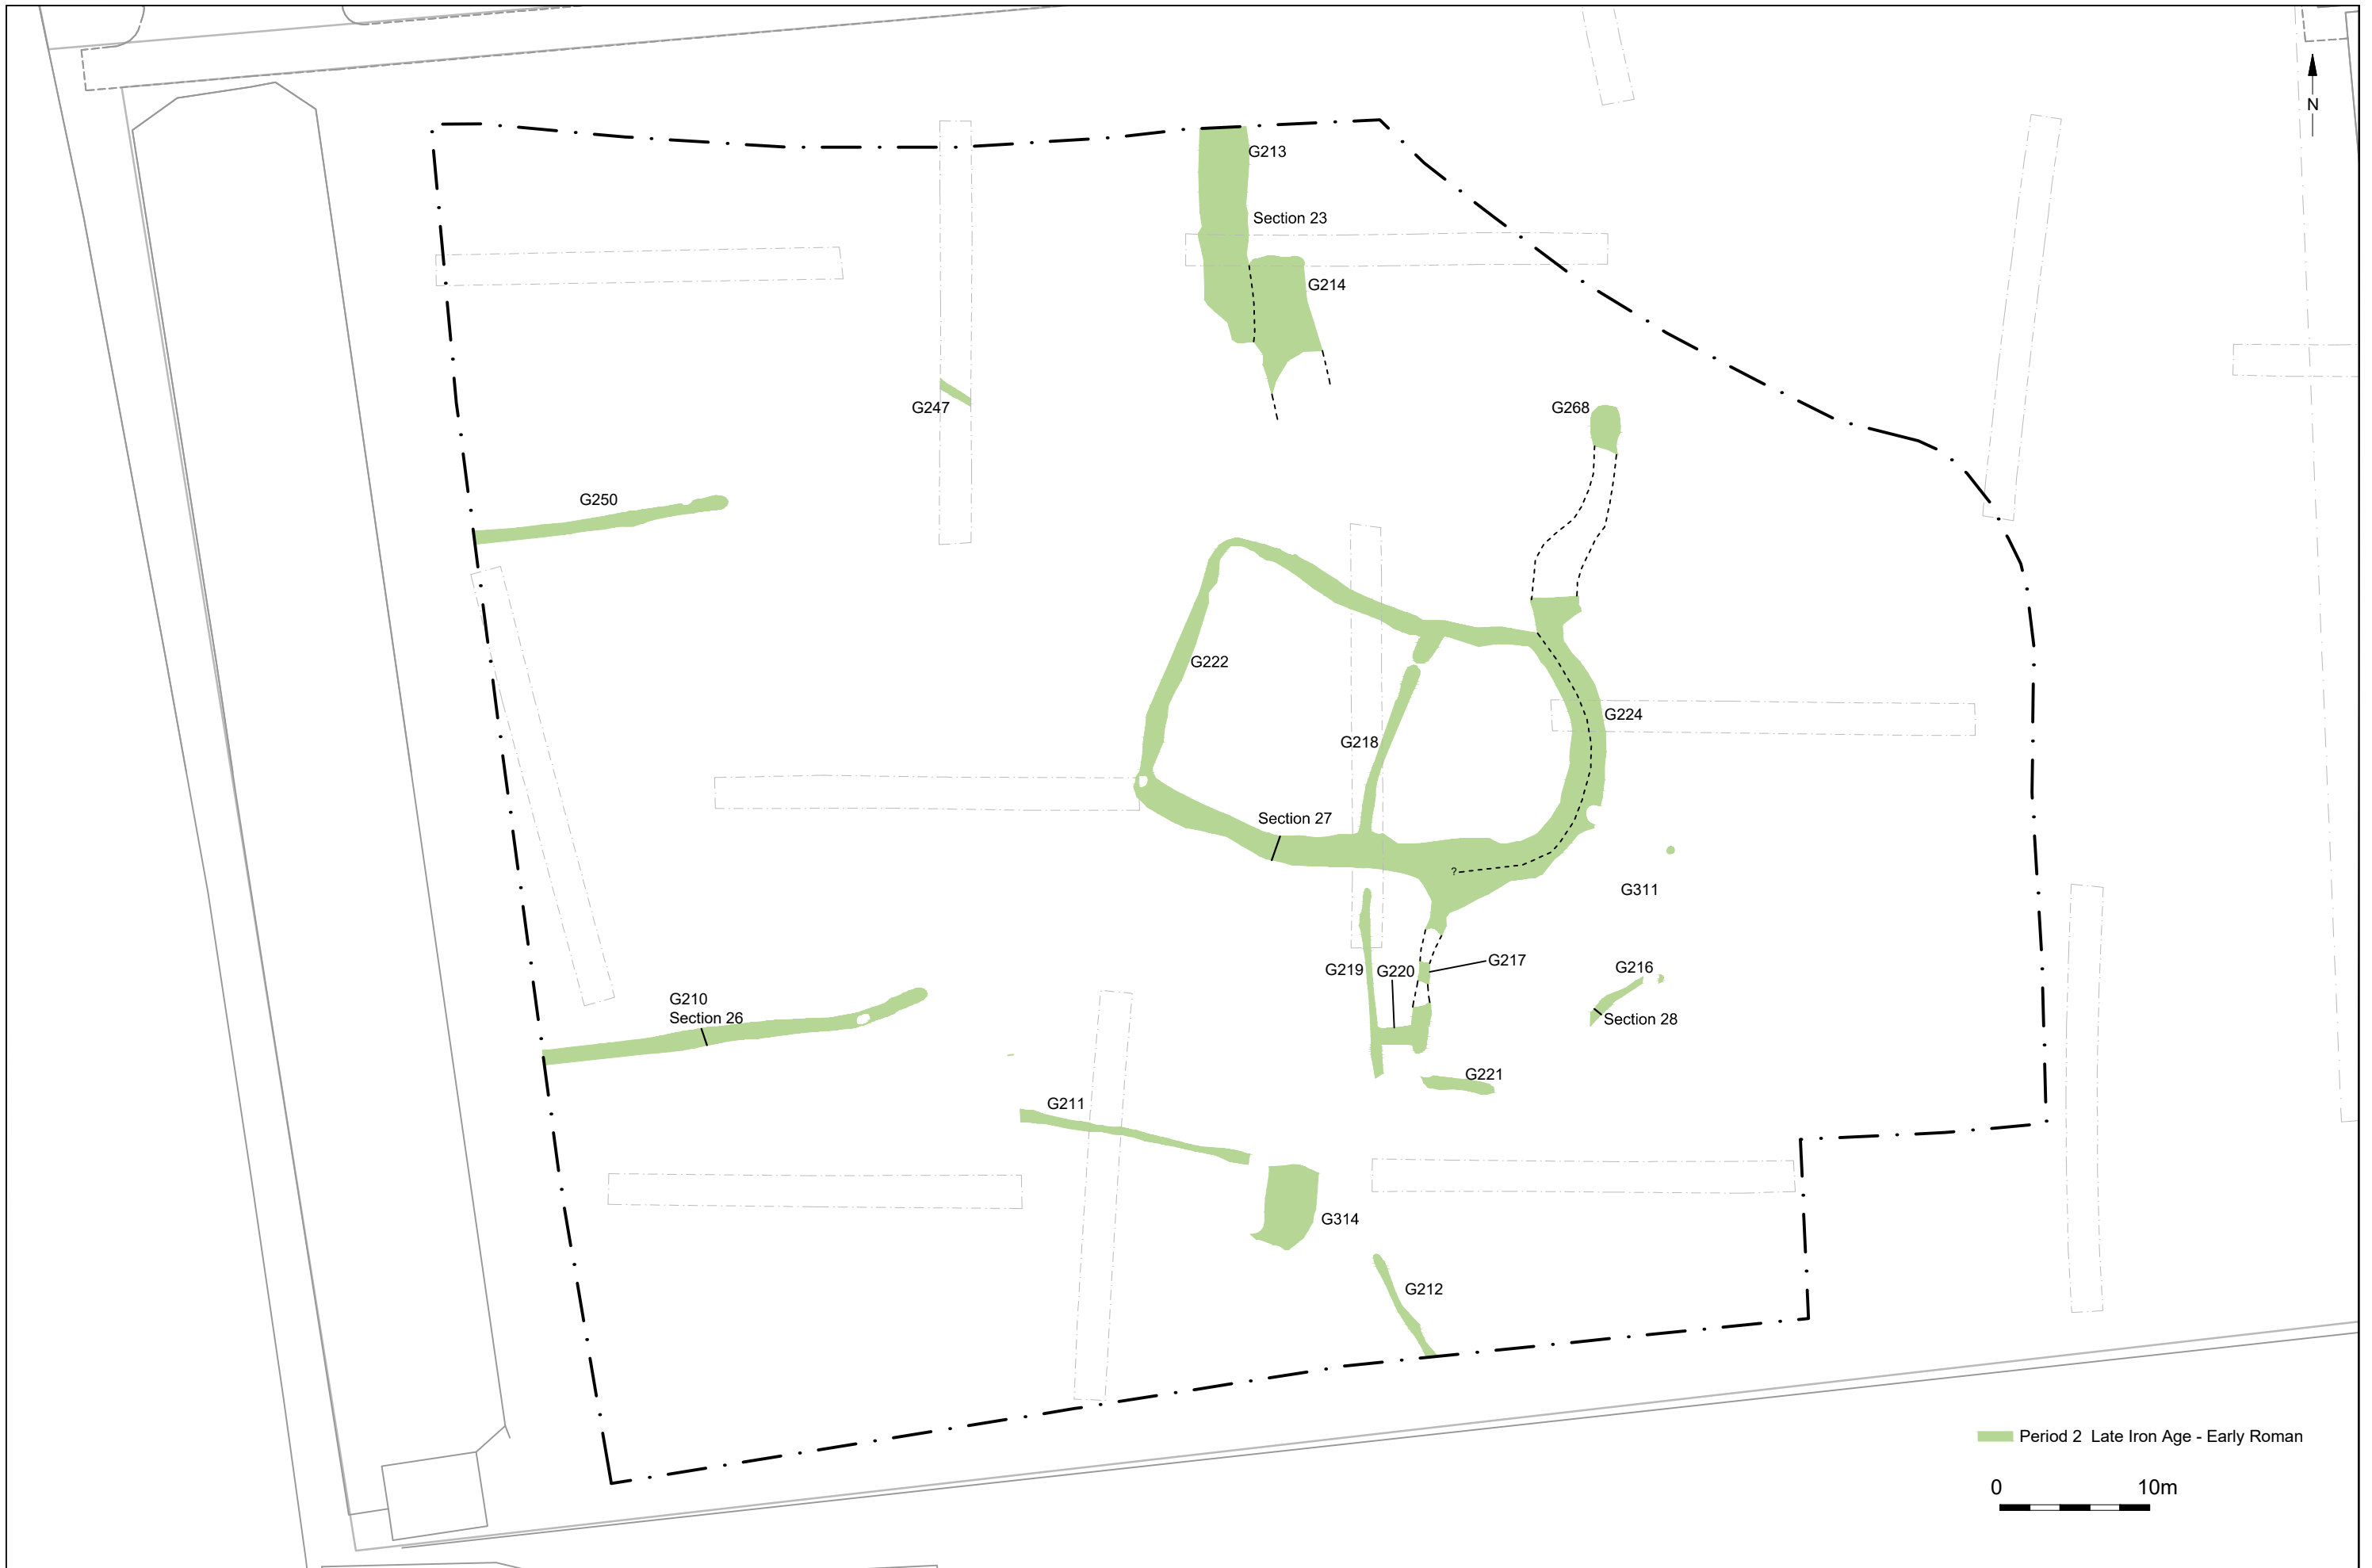 N
G213
Section 23
G214
G247
G268
G250
G222
G224
G218
Section 27
?
G311
G219
G220
G217
G216
G210
Section 26
Section 28
G221
G211
G314
G212
Period 2  Late Iron Age - Early Roman
0 10m